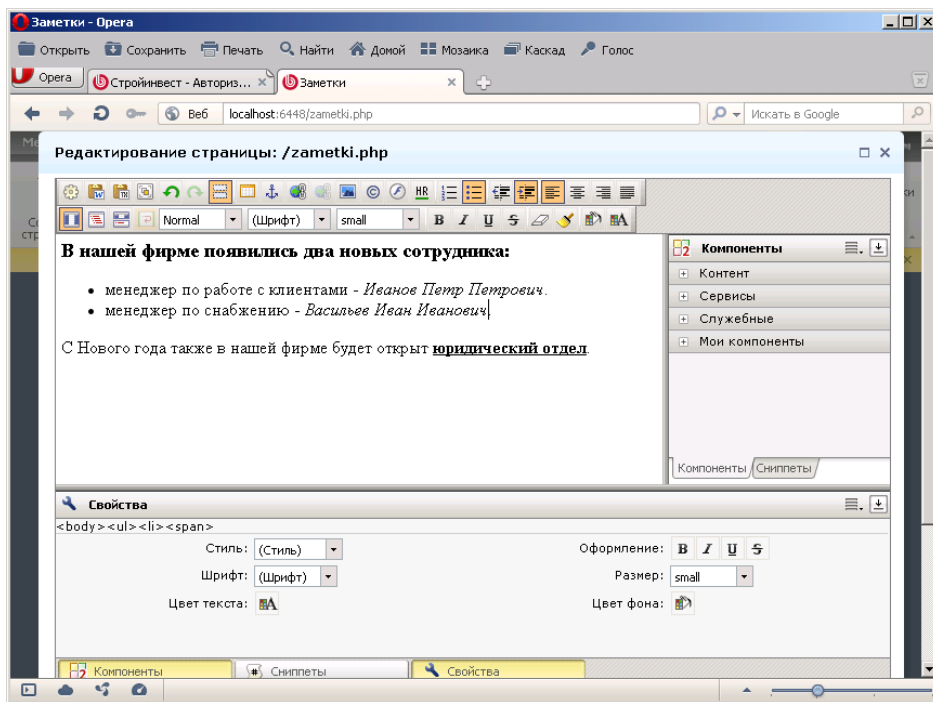 Заметки - Opera
Открыть Сохранить Печать Найти Домой Мозаика Каскад Голос
Opera Стройинвест - Авториз... Заметки
Веб localhost:6448/zametki.php Искать в Google
Редактирование страницы: /zametki.php
HR
Normal (Шрифт) small B I U S A
В нашей фирме появились два новых сотрудника:
• менеджер по работе с клиентами - Иванов Петр Петрович.
• менеджер по снабжению - Васильев Иван Иванович
С Нового года также в нашей фирме будет открыт юридический отдел.
Компоненты
Контент
Сервисы
Служебные
Мои компоненты
Компоненты Сниппеты
Свойства
<body><ul><li><span>
Стиль: (Стиль) Оформление: B I U S
Шрифт: (Шрифт) Размер: small
Цвет текста: A Цвет фона:
Компоненты Сниппеты Свойства